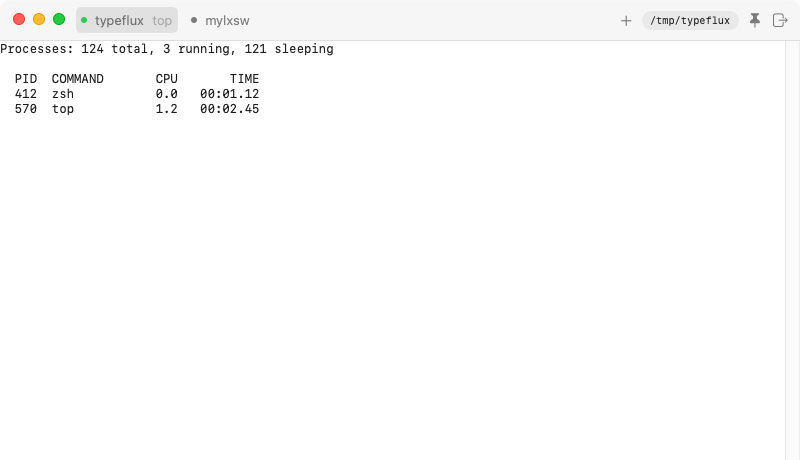 typeflux top mylxsw + /tmp/typeflux
Processes: 124 total, 3 running, 121 sleeping
PID COMMAND CPU TIME
412 zsh 0.0 00:01.12
570 top 1.2 00:02.45